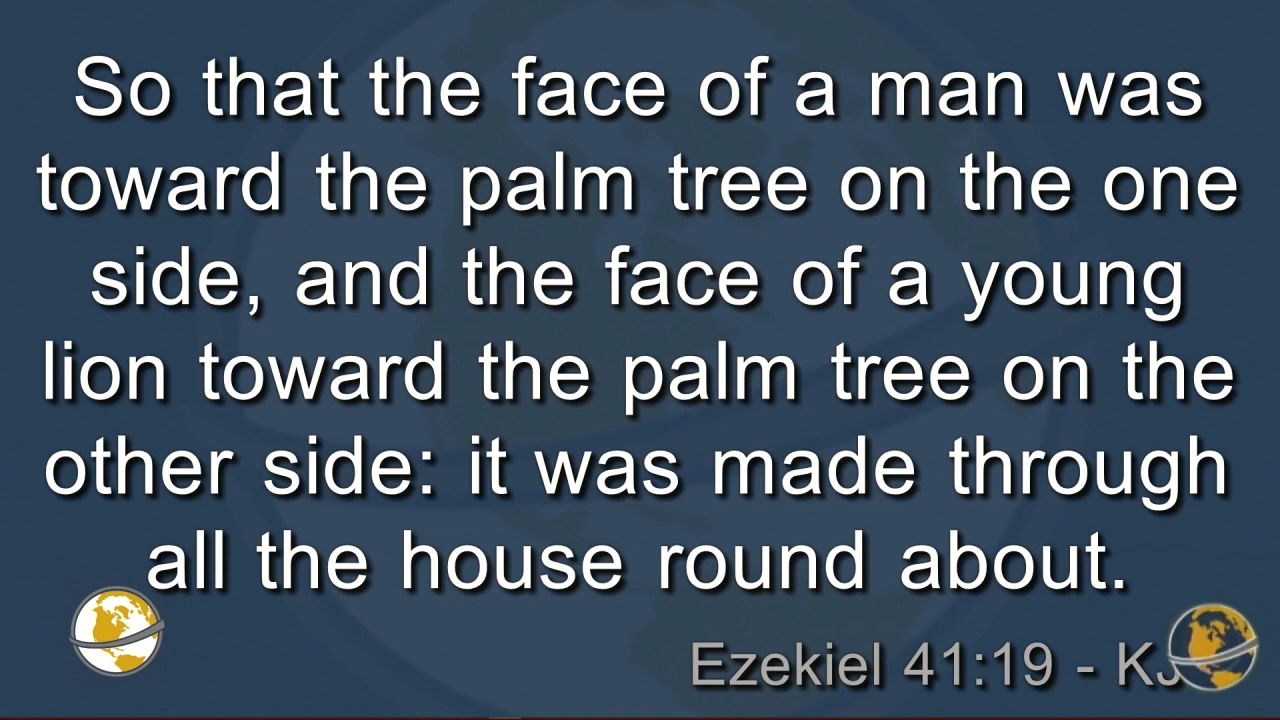 So that the face of a man was
toward the palm tree on the one
side, and the face of a young
lion toward the palm tree on the
other side: it was made through
all the house round about.
Ezekiel 41:19 - KJ